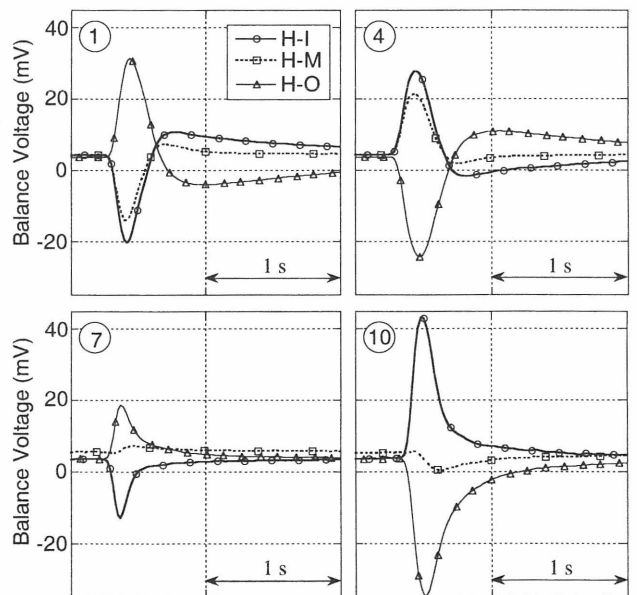 Balance Voltage (mV)
40
20
0
-20
1
H-I
H-M
H-O
1 s
4
1 s
Balance Voltage (mV)
40
20
0
-20
7
1 s
10
1 s